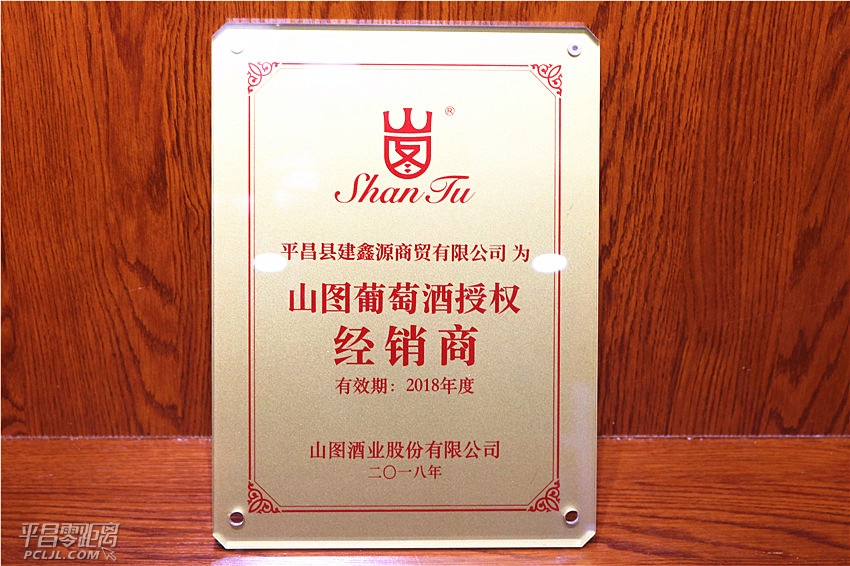 ®
Shan Tu
平昌县建鑫源商贸有限公司 为
山图葡萄酒授权
经销商
有效期：2018年度
山图酒业股份有限公司
二〇一八年
平昌零距离
PCLJL.COM